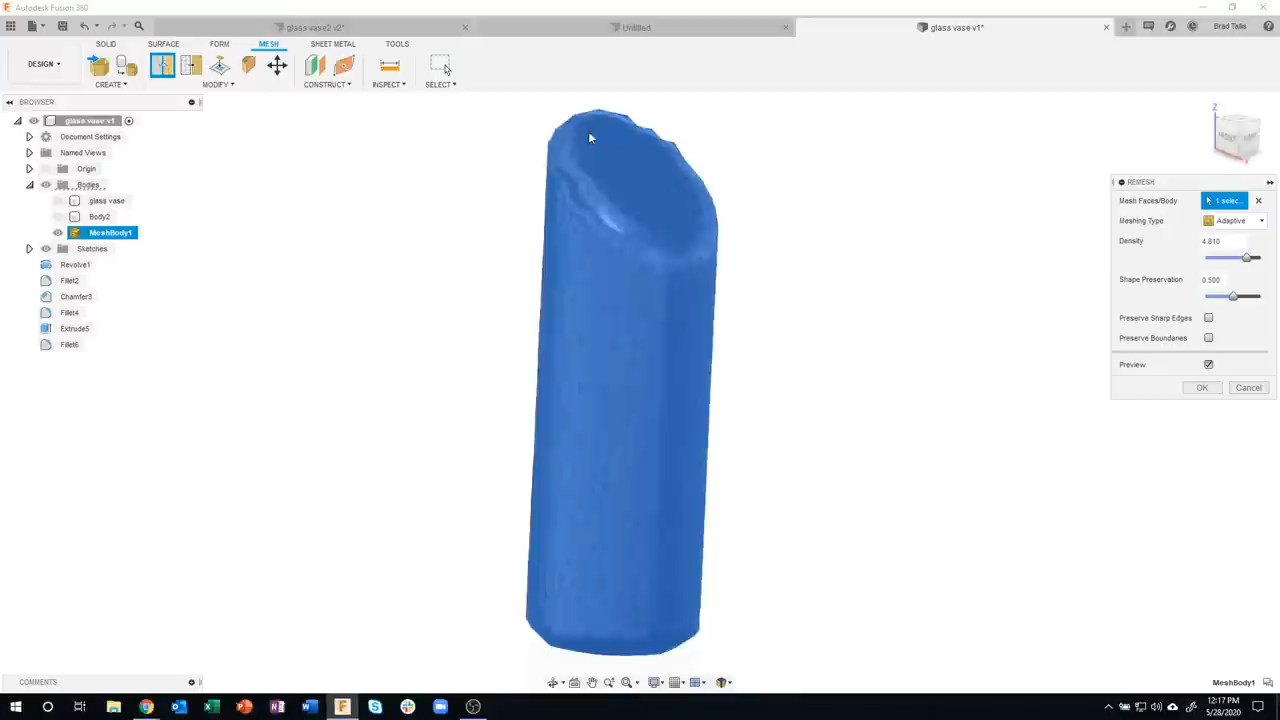 Autodesk Fusion 360
glass vase2 v2*
Untitled
glass vase v1*
Brad Tallis
DESIGN
SOLID
SURFACE
FORM
MESH
SHEET METAL
TOOLS
CREATE
MODIFY
CONSTRUCT
INSPECT
SELECT
BROWSER
glass vase v1
Document Settings
Named Views
Origin
Bodies
glass vase
Body2
MeshBody1
Sketches
Revolve1
Fillet2
Chamfer3
Fillet4
Extrude5
Fillet6
Z
FRONT
REMESH
Mesh Faces/Body
1 selec...
Meshing Type
Adaptive
Density
4.810
Shape Preservation
0.500
Preserve Sharp Edges
Preserve Boundaries
Preview
OK
Cancel
COMMENTS
MeshBody1
12:17 PM
5/28/2020